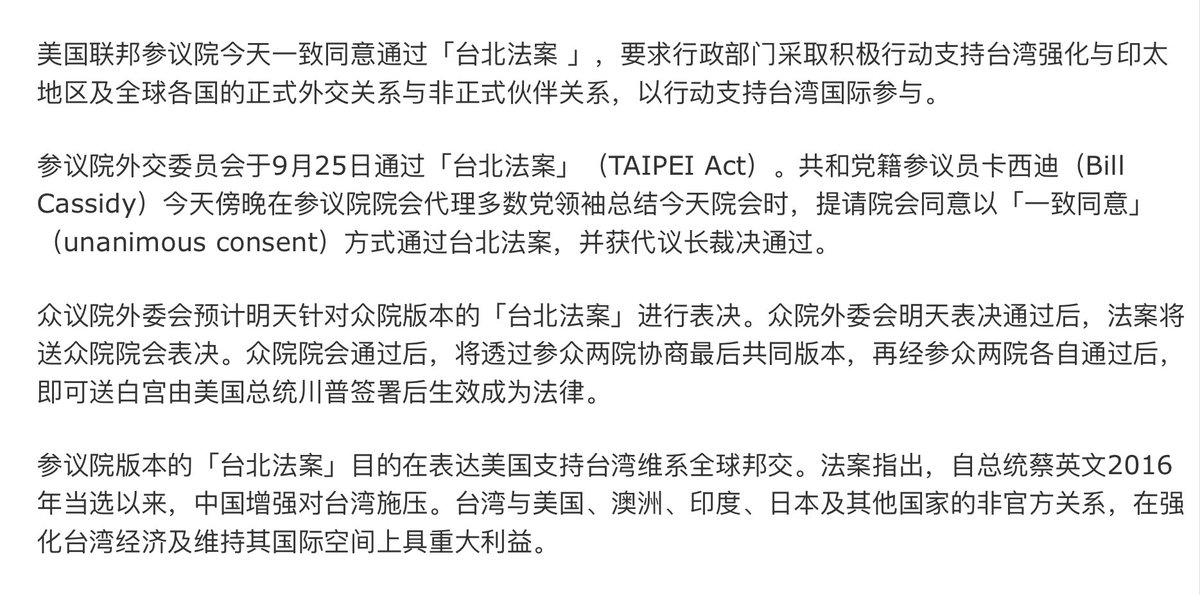 美国联邦参议院今天一致同意通过「台北法案 」，要求行政部门采取积极行动支持台湾强化与印太
地区及全球各国的正式外交关系与非正式伙伴关系，以行动支持台湾国际参与。
参议院外交委员会于9月25日通过「台北法案」（TAIPEI Act）。共和党籍参议员卡西迪（Bill
Cassidy）今天傍晚在参议院院会代理多数党领袖总结今天院会时，提请院会同意以「一致同意」
（unanimous consent）方式通过台北法案，并获代议长裁决通过。
众议院外委会预计明天针对众院版本的「台北法案」进行表决。众院外委会明天表决通过后，法案将
送众院院会表决。众院院会通过后，将透过参众两院协商最后共同版本，再经参众两院各自通过后，
即可送白宫由美国总统川普签署后生效成为法律。
参议院版本的「台北法案」目的在表达美国支持台湾维系全球邦交。法案指出，自总统蔡英文2016
年当选以来，中国增强对台湾施压。台湾与美国、澳洲、印度、日本及其他国家的非官方关系，在强
化台湾经济及维持其国际空间上具重大利益。